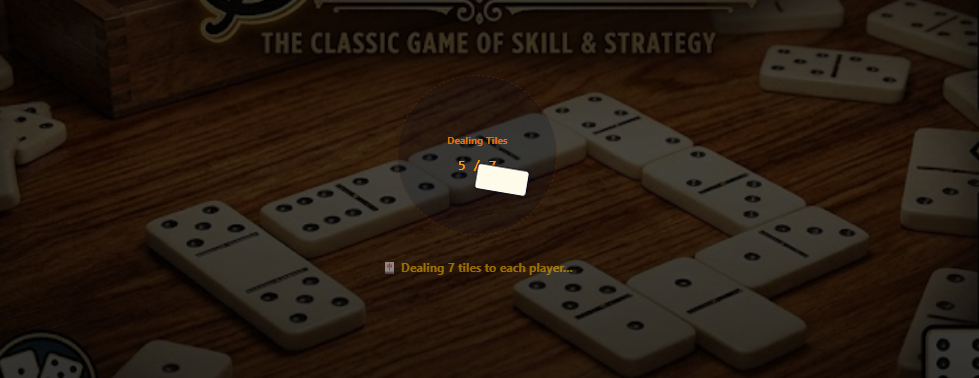 THE CLASSIC GAME OF SKILL & STRATEGY
Dealing Tiles
5 / 7
Dealing 7 tiles to each player...